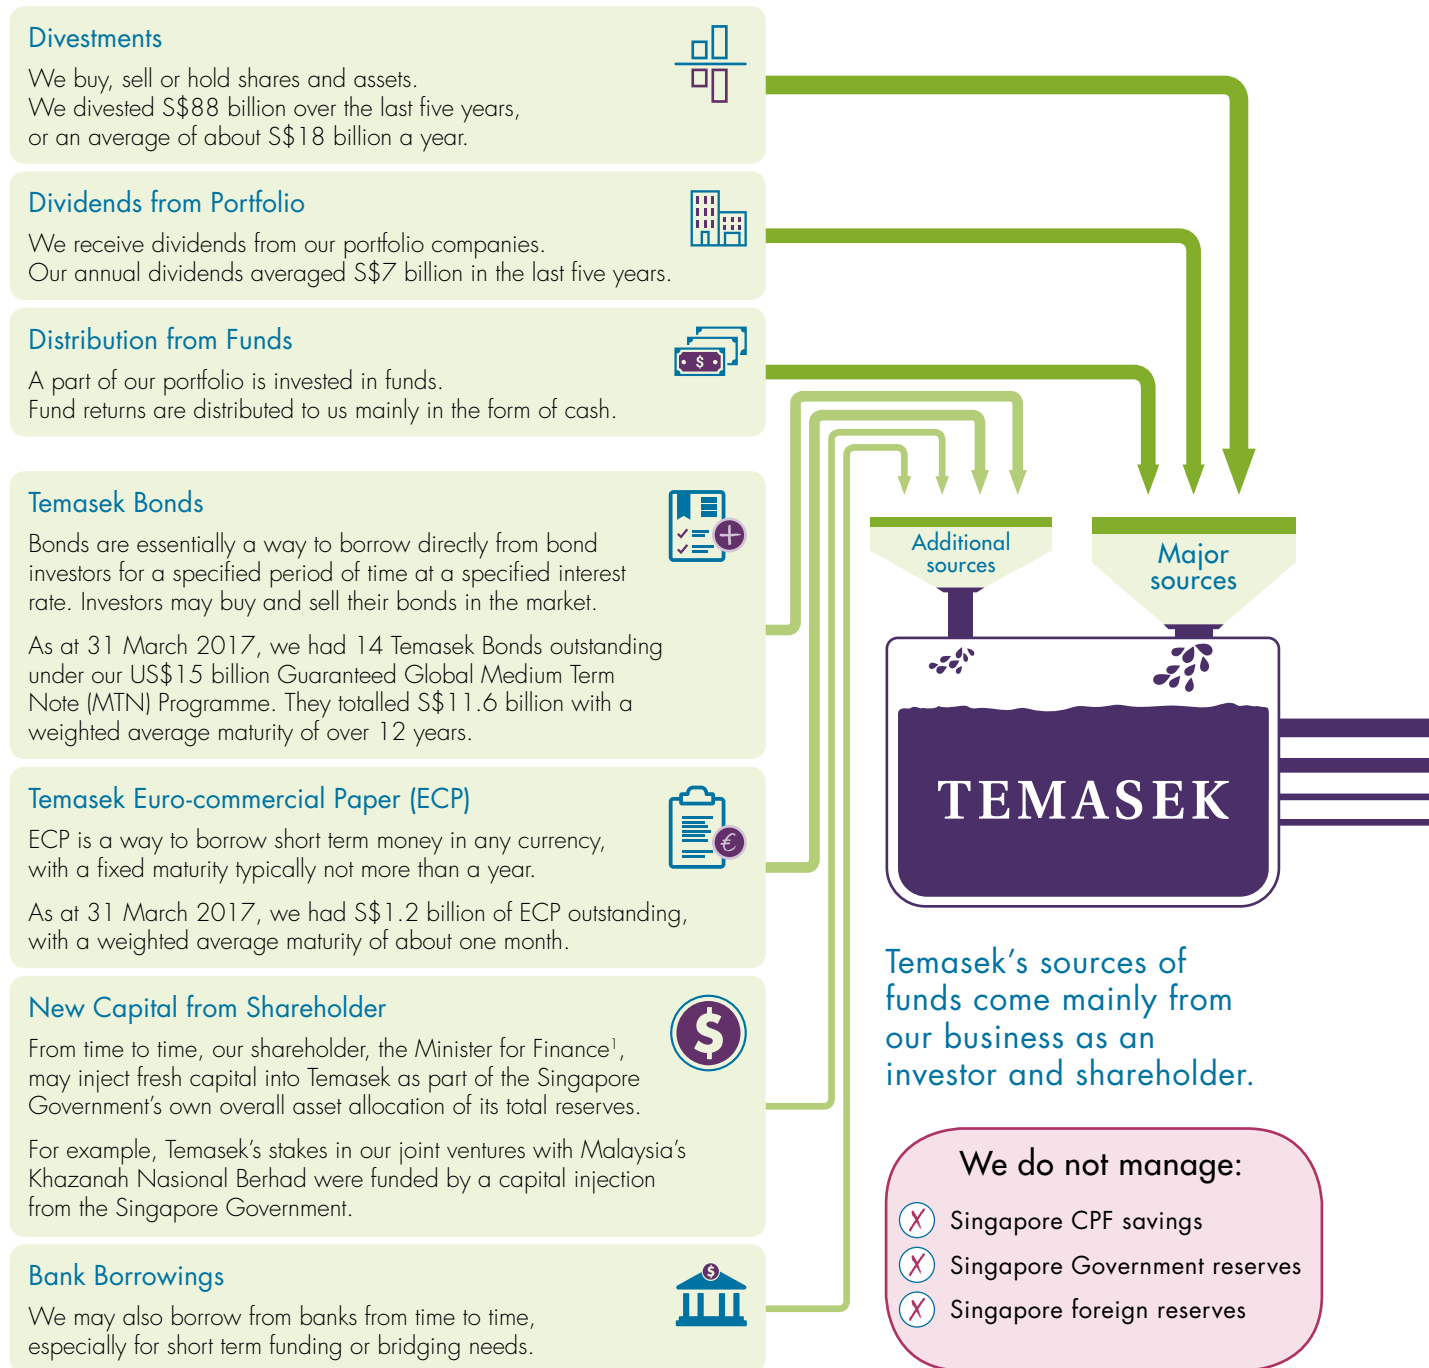 Divestments
We buy, sell or hold shares and assets.
We divested S$88 billion over the last five years,
or an average of about S$18 billion a year.
Dividends from Portfolio
We receive dividends from our portfolio companies.
Our annual dividends averaged S$7 billion in the last five years.
Distribution from Funds
A part of our portfolio is invested in funds.
Fund returns are distributed to us mainly in the form of cash.
$
Temasek Bonds
Bonds are essentially a way to borrow directly from bond
investors for a specified period of time at a specified interest
rate. Investors may buy and sell their bonds in the market.
As at 31 March 2017, we had 14 Temasek Bonds outstanding
under our US$15 billion Guaranteed Global Medium Term
Note (MTN) Programme. They totalled S$11.6 billion with a
weighted average maturity of over 12 years.
Temasek Euro-commercial Paper (ECP)
ECP is a way to borrow short term money in any currency,
with a fixed maturity typically not more than a year.
As at 31 March 2017, we had S$1.2 billion of ECP outstanding,
with a weighted average maturity of about one month.
€
New Capital from Shareholder
From time to time, our shareholder, the Minister for Finance¹,
may inject fresh capital into Temasek as part of the Singapore
Government's own overall asset allocation of its total reserves.
For example, Temasek's stakes in our joint ventures with Malaysia's
Khazanah Nasional Berhad were funded by a capital injection
from the Singapore Government.
$
Bank Borrowings
We may also borrow from banks from time to time,
especially for short term funding or bridging needs.
$
Additional
sources
Major
sources
TEMASEK
Temasek's sources of
funds come mainly from
our business as an
investor and shareholder.
We do not manage:
Singapore CPF savings
Singapore Government reserves
Singapore foreign reserves